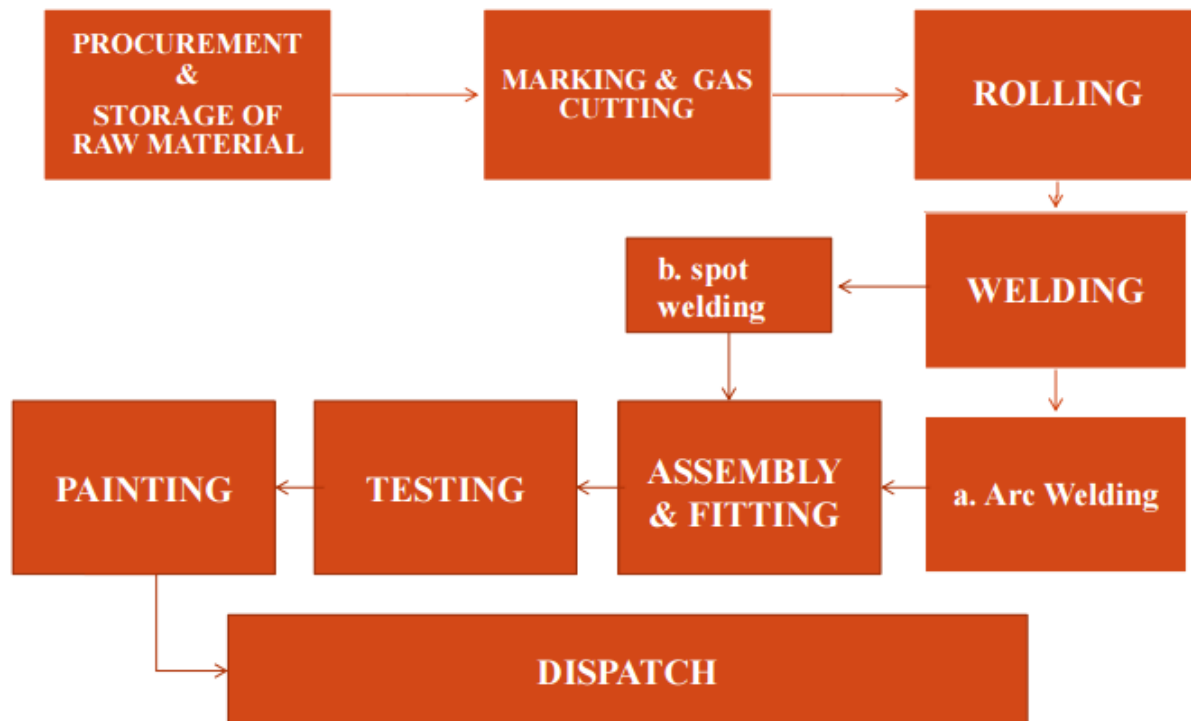 PROCUREMENT
&
STORAGE OF
RAW MATERIAL
MARKING & GAS
CUTTING
ROLLING
WELDING
b. spot
welding
a. Arc Welding
ASSEMBLY
& FITTING
TESTING
PAINTING
DISPATCH